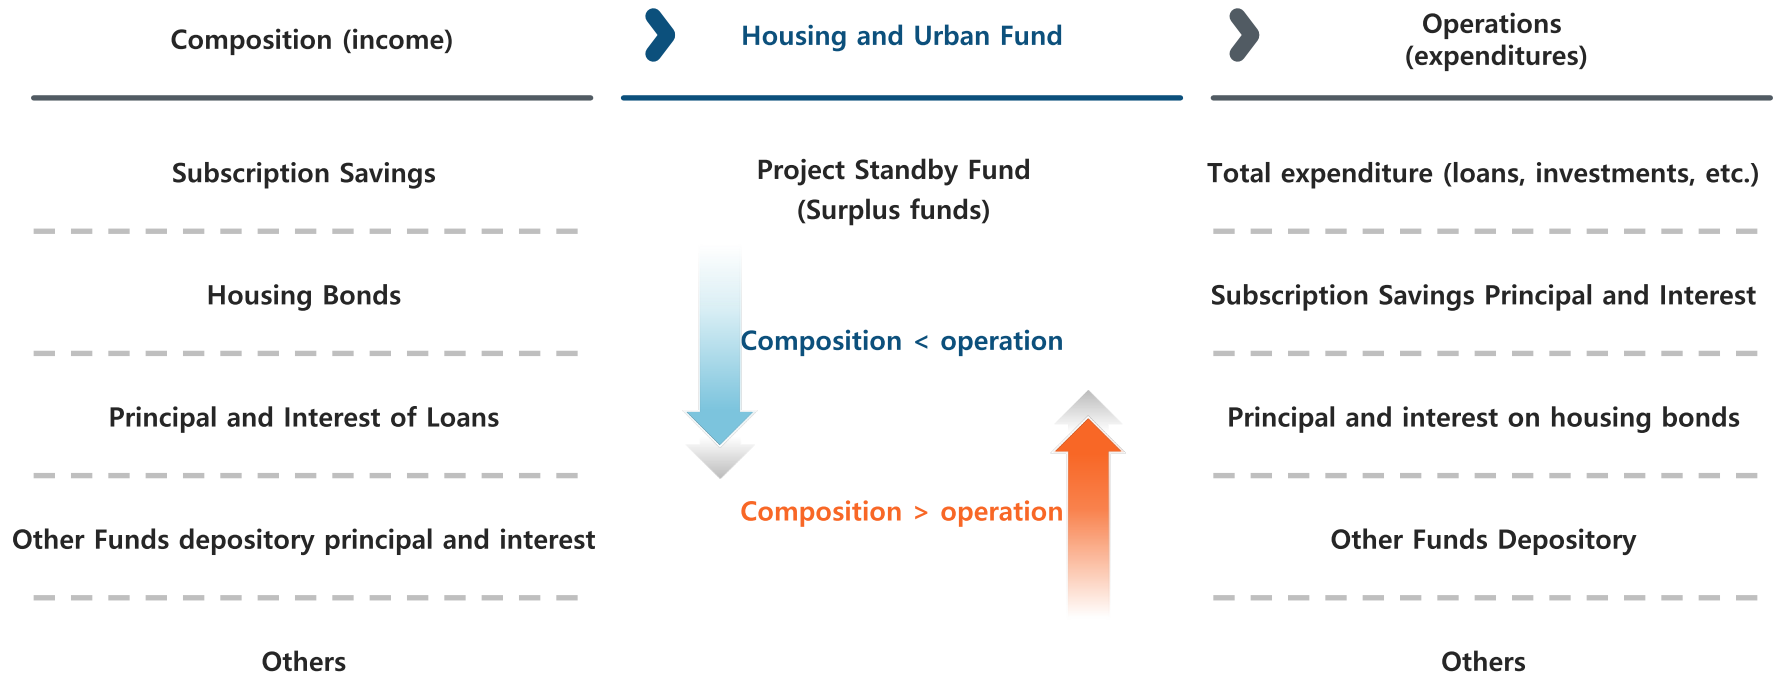 Composition (income)
Housing and Urban Fund
Operations
(expenditures)
Subscription Savings
Housing Bonds
Principal and Interest of Loans
Other Funds depository principal and interest
Others
Project Standby Fund
(Surplus funds)
Composition < operation
Composition > operation
Total expenditure (loans, investments, etc.)
Subscription Savings Principal and Interest
Principal and interest on housing bonds
Other Funds Depository
Others